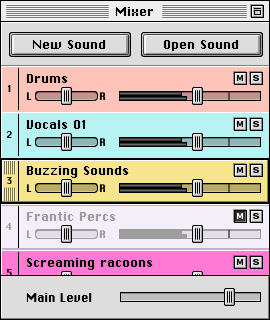 Mixer
New Sound Open Sound
1 Drums M S
L R
2 Vocals 01 M S
L R
3 Buzzing Sounds M S
L R
4 Frantic Percs M S
L R
5 Screaming racoons M S
Main Level